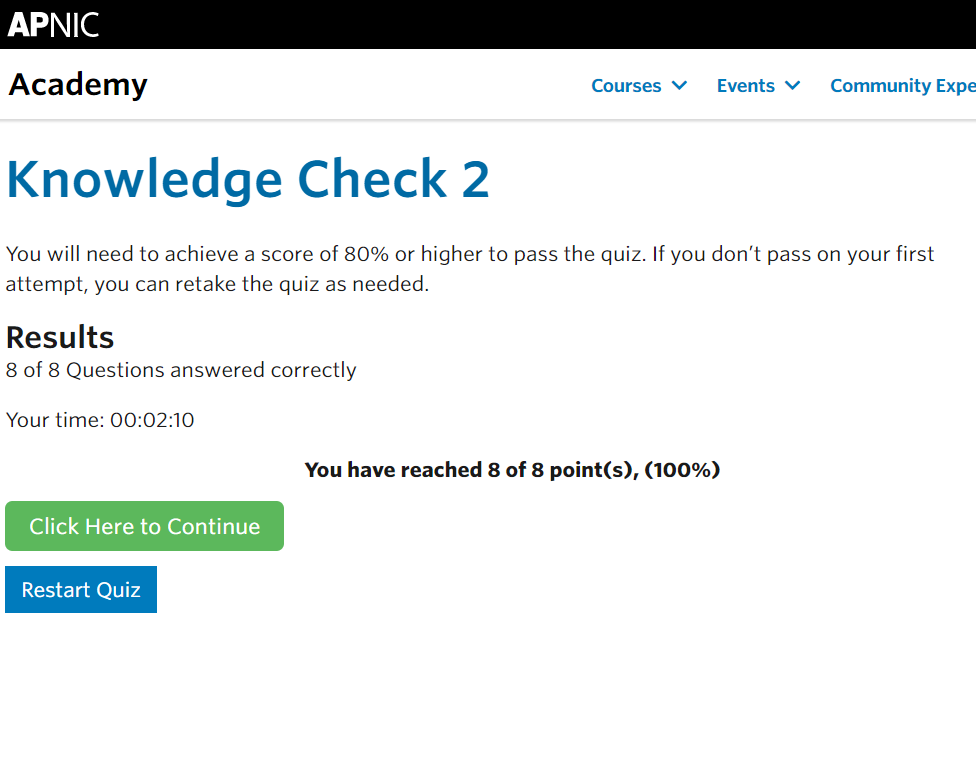 APNIC
Academy
Courses
Events
Community Expe
Knowledge Check 2
You will need to achieve a score of 80% or higher to pass the quiz. If you don’t pass on your first
attempt, you can retake the quiz as needed.
Results
8 of 8 Questions answered correctly
Your time: 00:02:10
You have reached 8 of 8 point(s), (100%)
Click Here to Continue
Restart Quiz